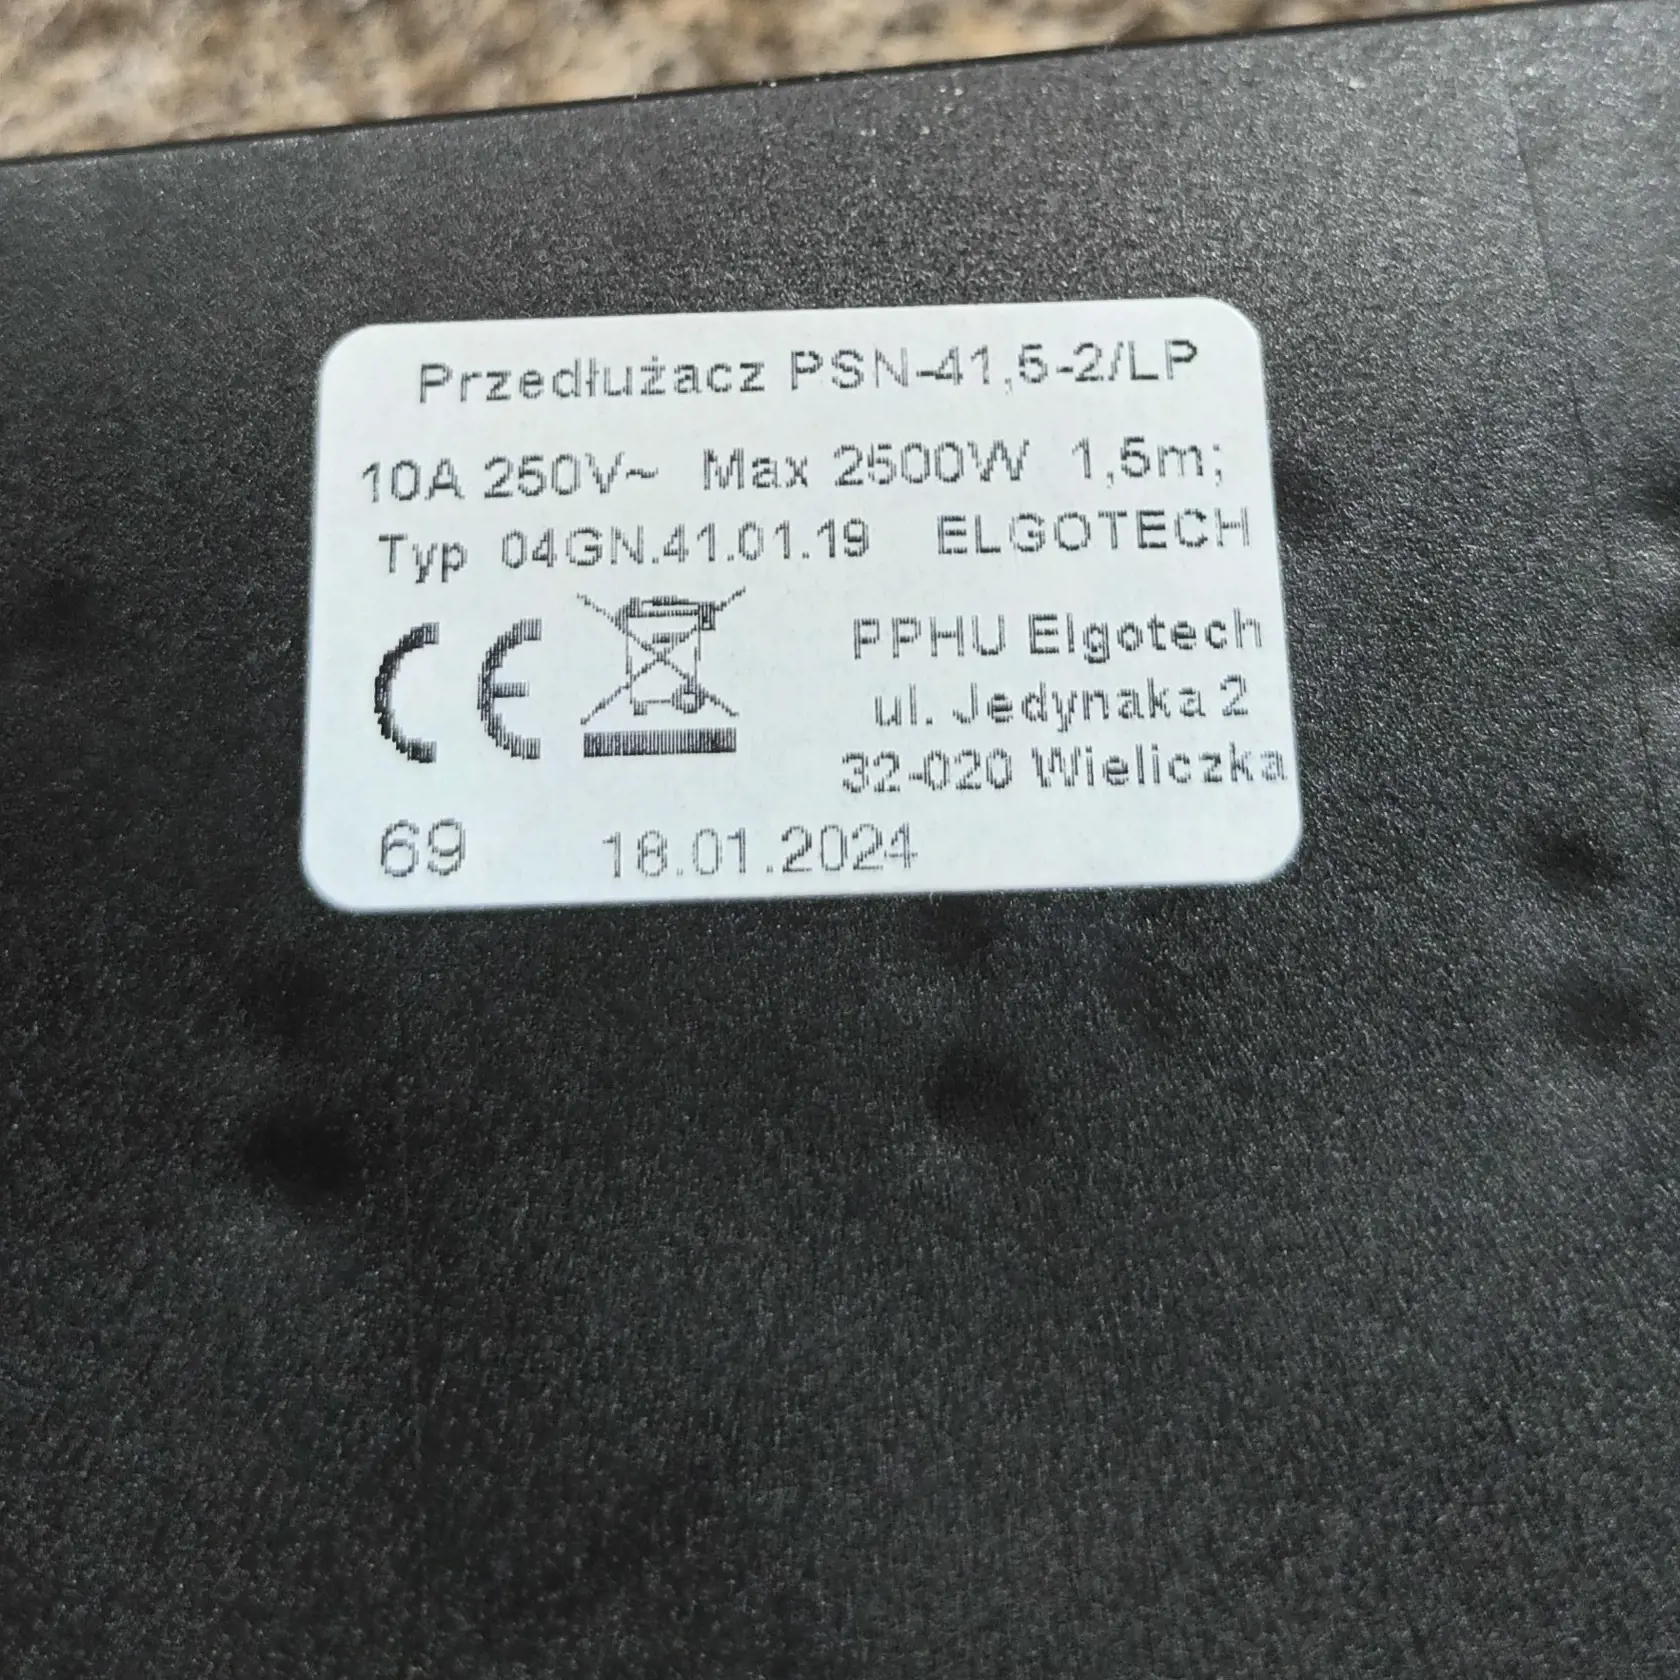 Przedłużacz PSN-41,5-2/LP
10A 250V~ Max 2500W 1,5m;
Typ 04GN.41.01.19 ELGOTECH
CE
PPHU Elgotech
ul. Jedynaka 2
32-020 Wieliczka
69 18.01.2024